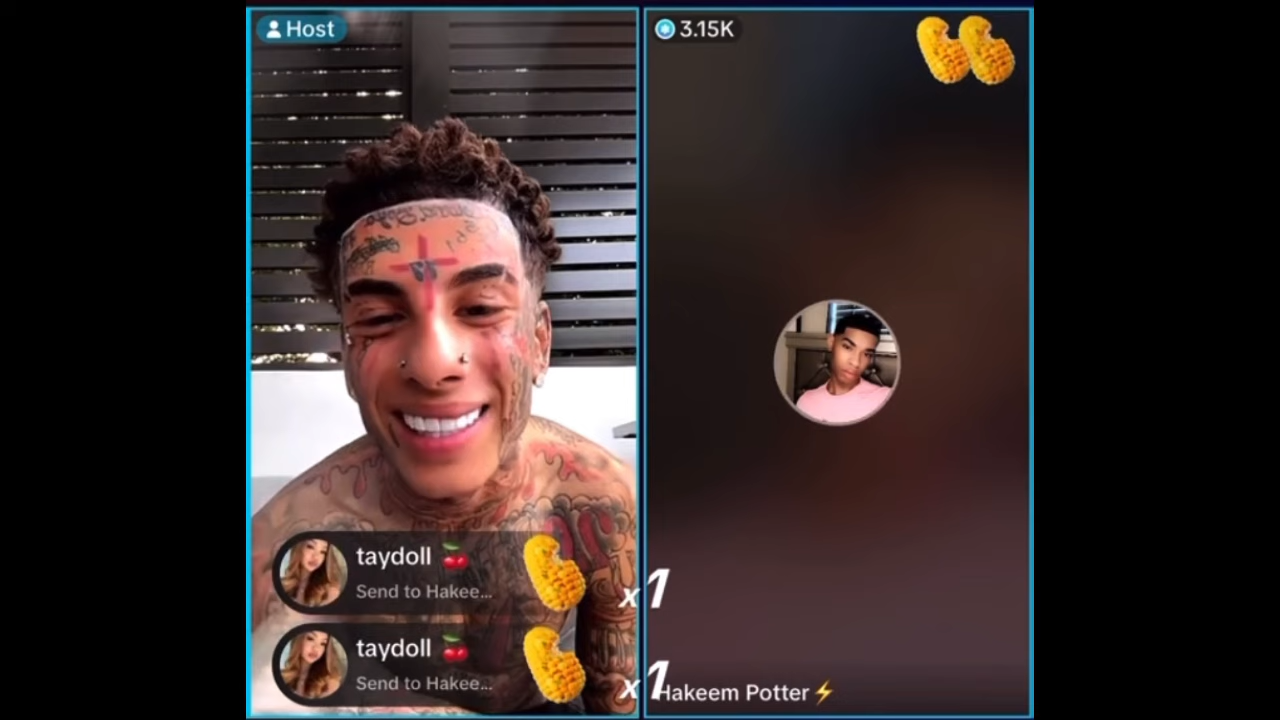 Host
3.15K
taydoll 🍒
Send to Hakee...
x1
taydoll 🍒
Send to Hakee...
x1
Hakeem Potter⚡